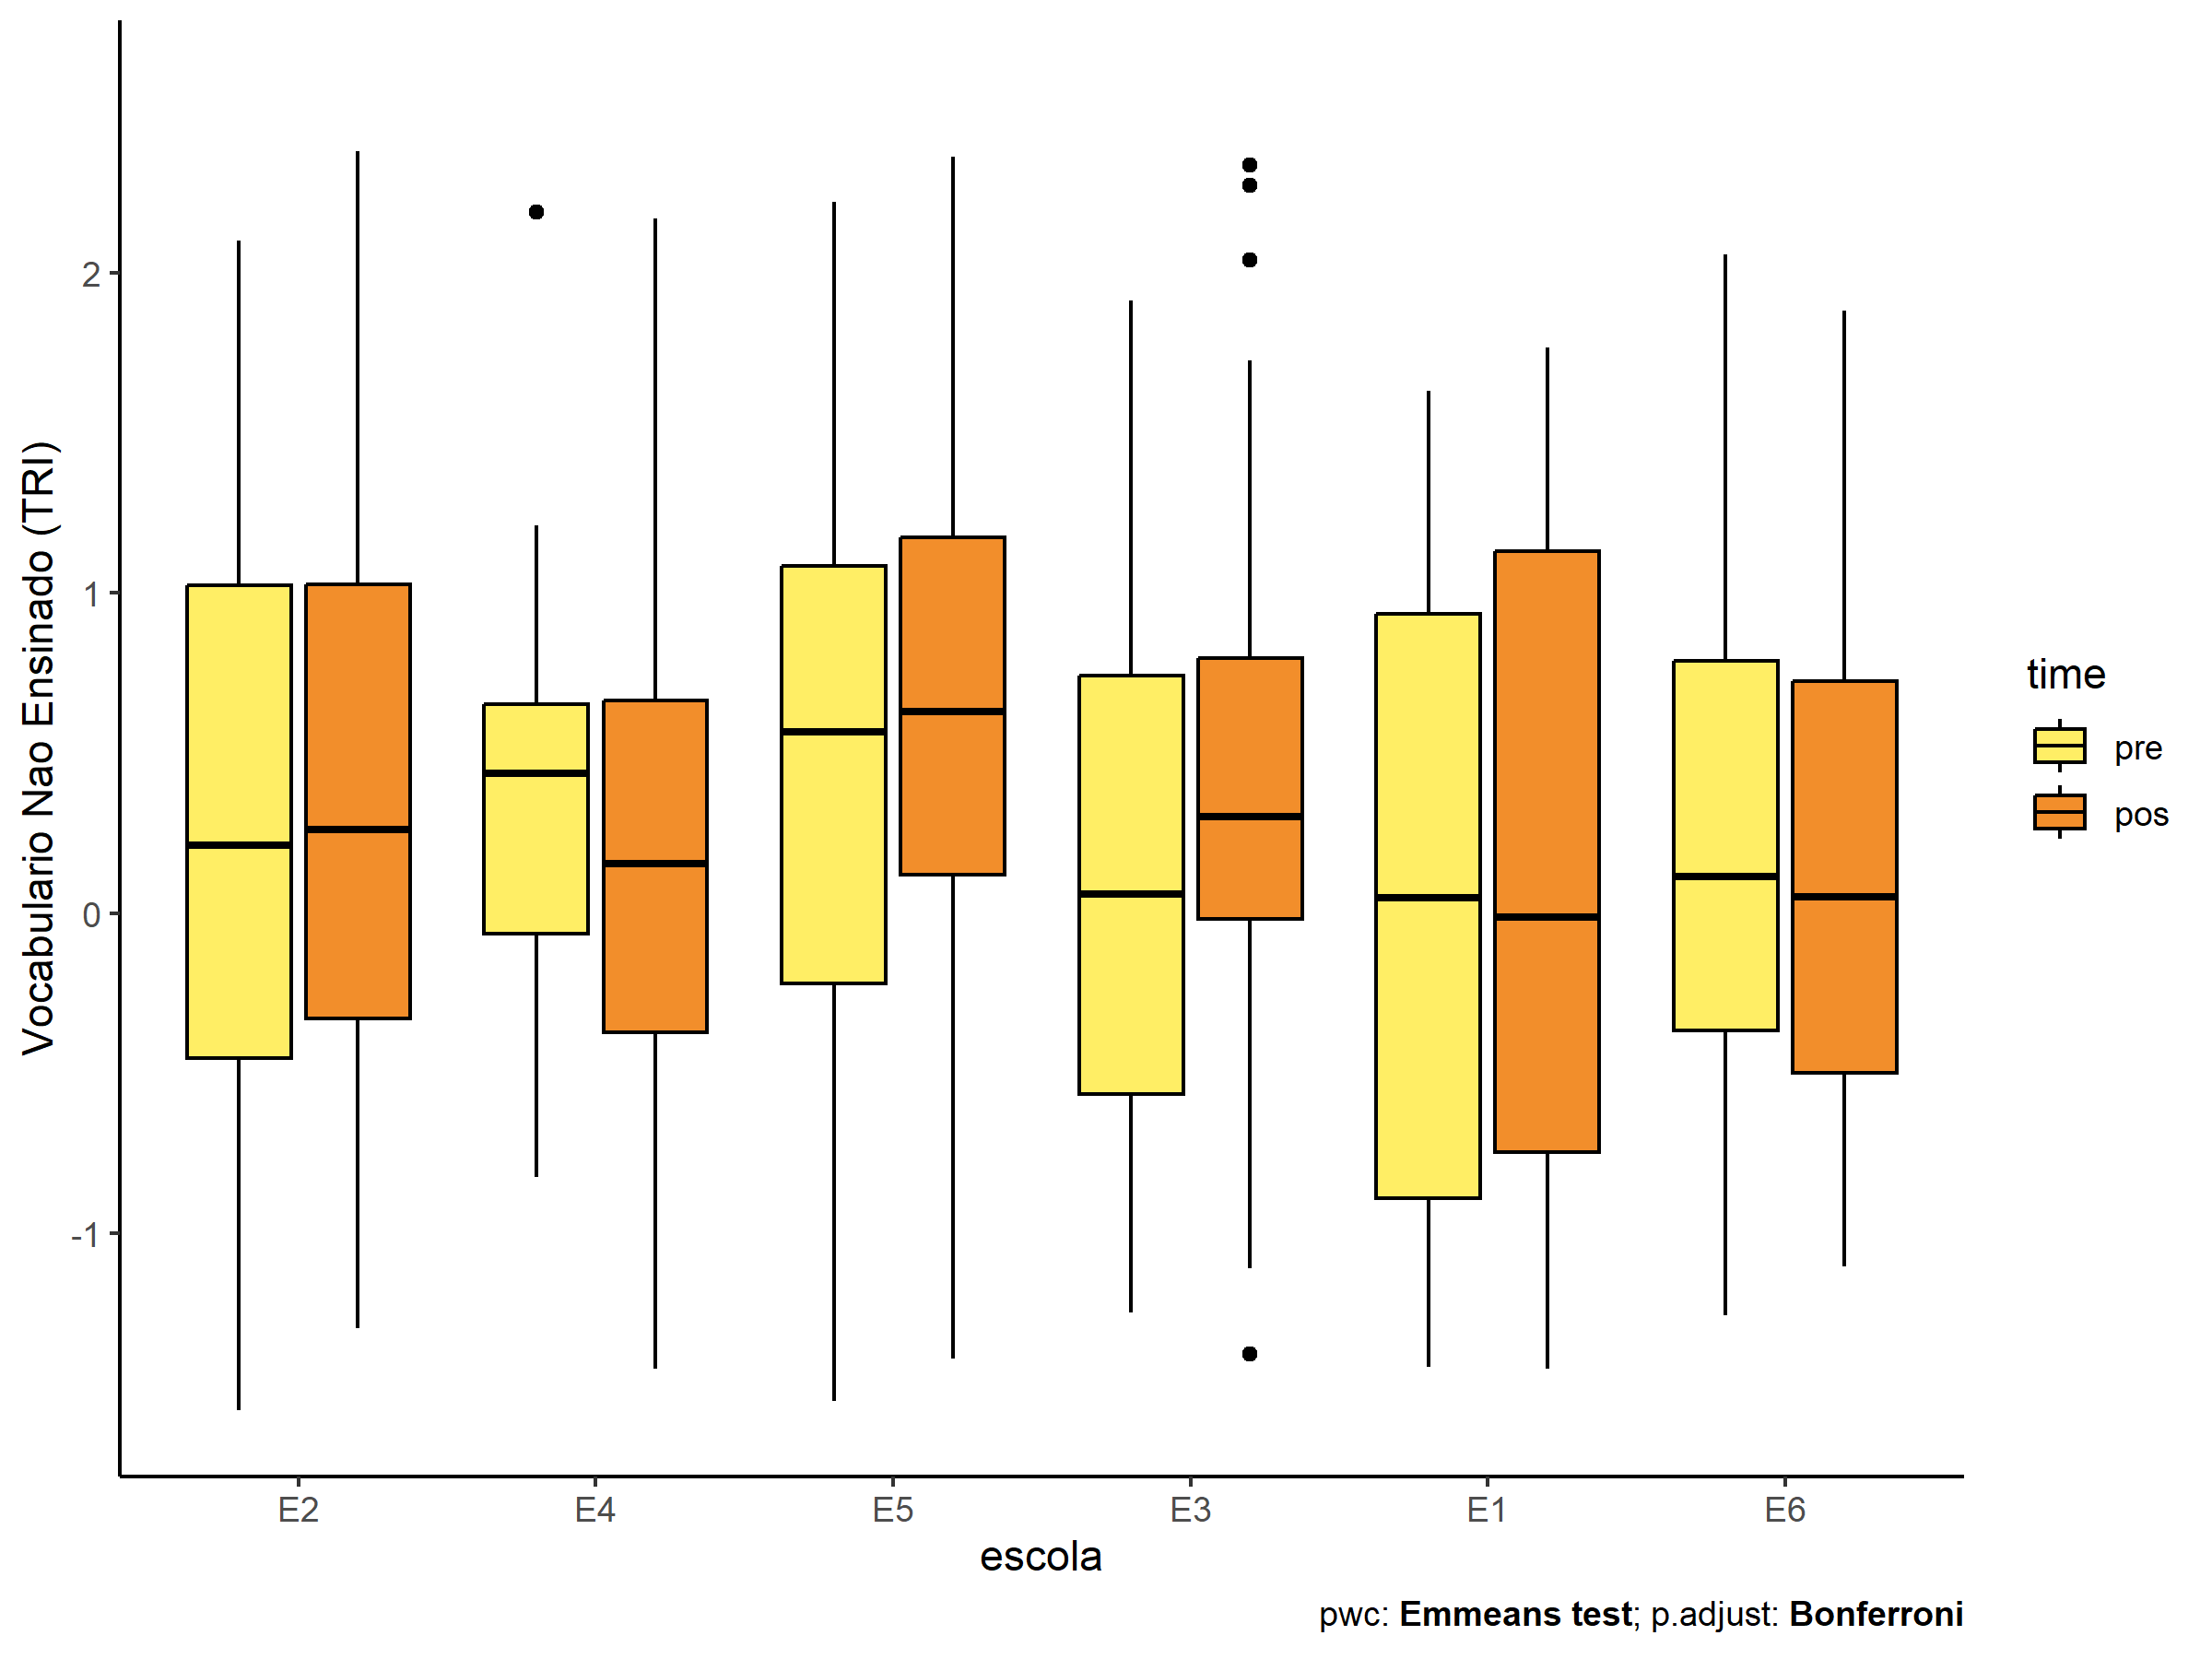 Vocabulario Nao Ensinado (TRI)
2
1
0
-1
E2 E4 E5 E3 E1 E6
escola
time
pre
pos
pwc: Emmeans test; p.adjust: Bonferroni